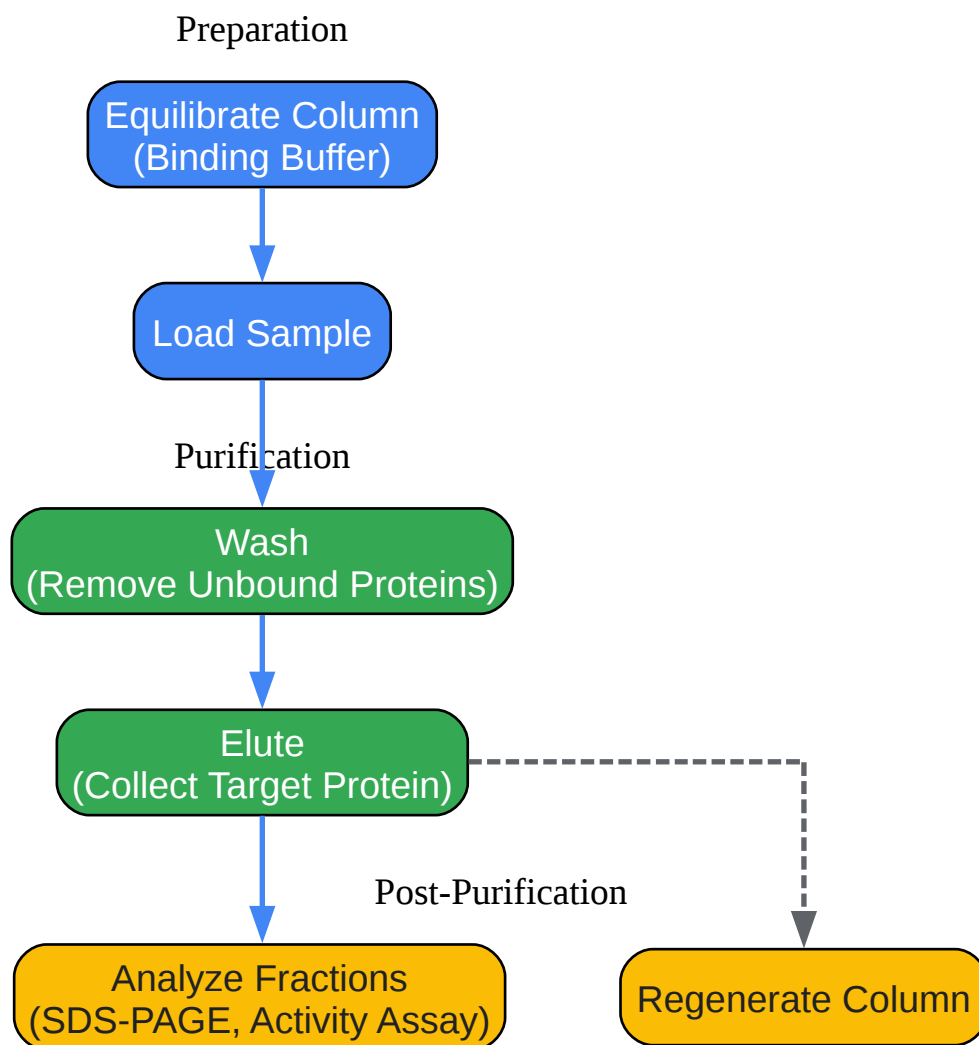 Preparation
Equilibrate Column
(Binding Buffer)
Load Sample
Purification
Wash
(Remove Unbound Proteins)
Elute
(Collect Target Protein)
Post-Purification
Analyze Fractions
(SDS-PAGE, Activity Assay)
Regenerate Column